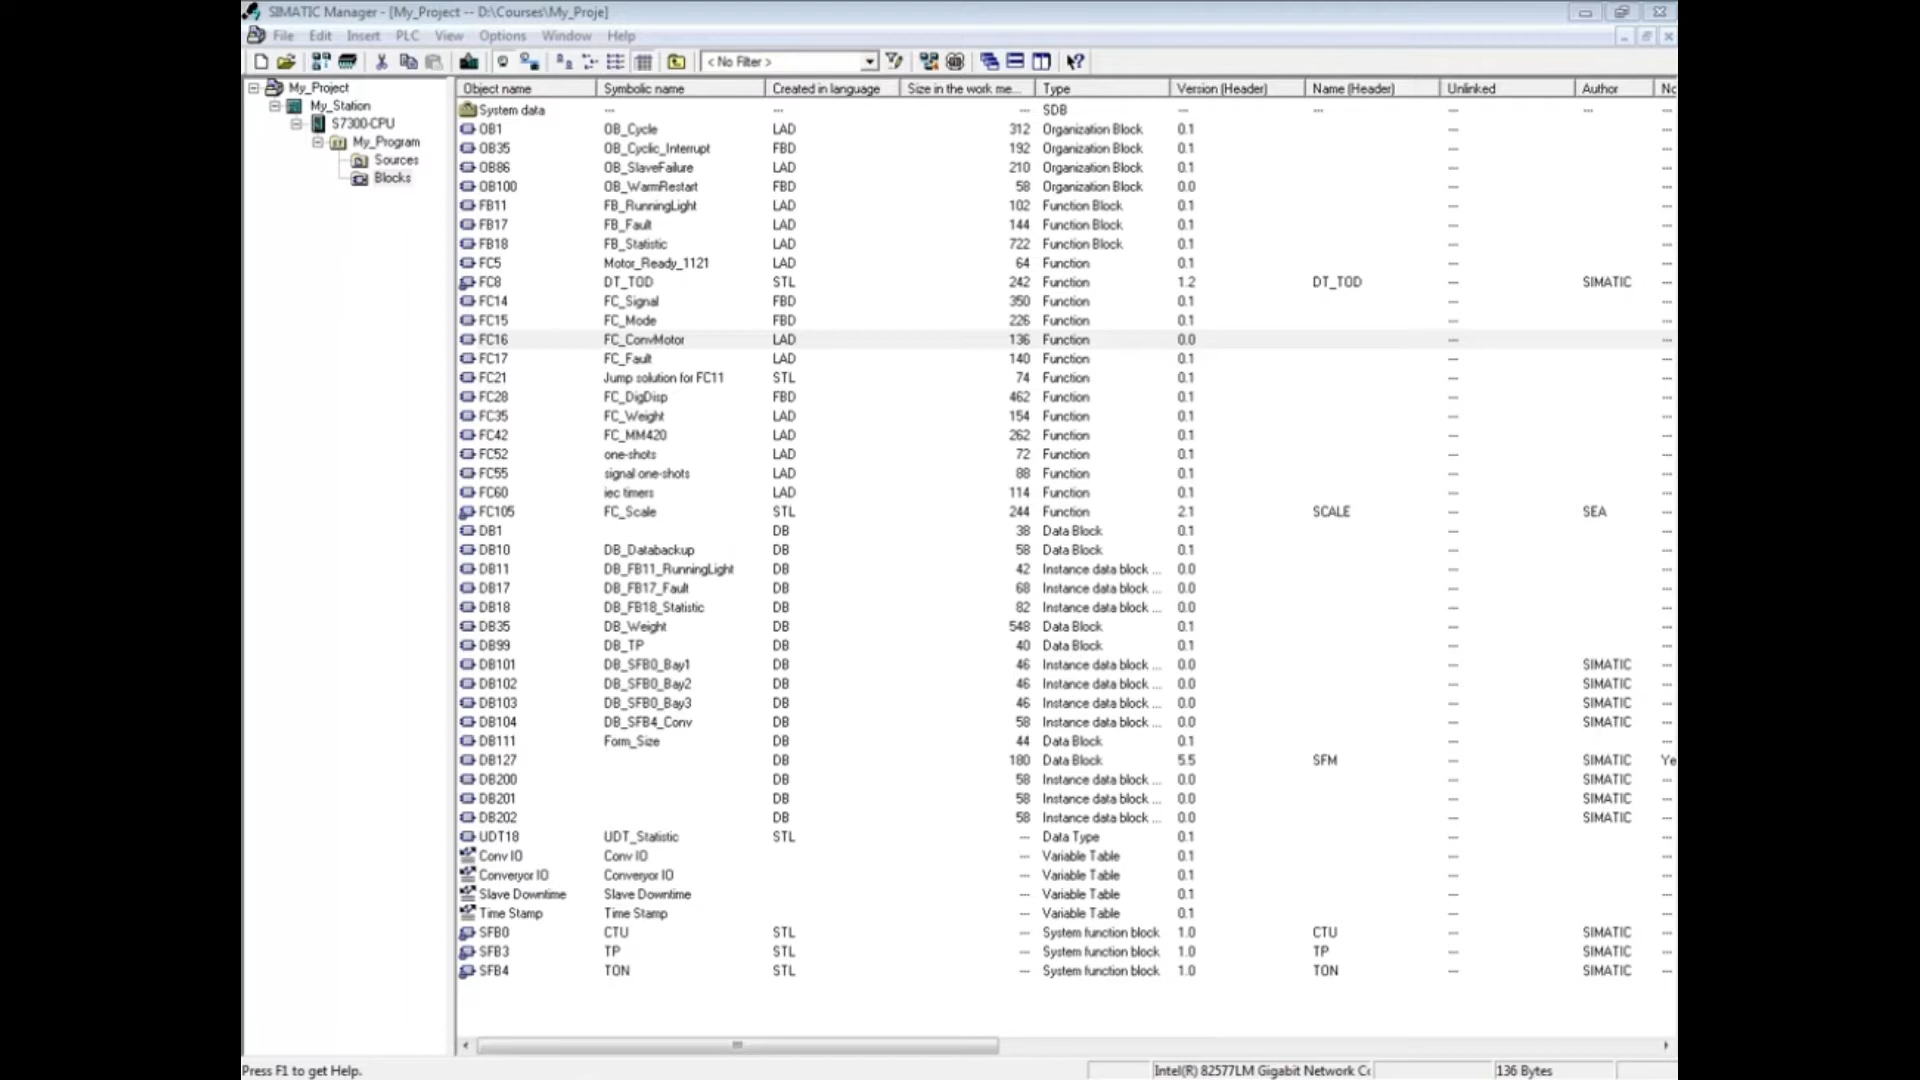 SIMATIC Manager - [My_Project -- D:\Courses\My_Proje]
File Edit Insert PLC View Options Window Help
< No Filter >
My_Project
My_Station
S7300-CPU
My_Program
Sources
Blocks
Object name Symbolic name Created in language Size in the work me... Type Version (Header) Name (Header) Unlinked Author
System data --- --- --- SDB --- --- --- ---
OB1 OB_Cycle LAD 312 Organization Block 0.1 --- ---
OB35 OB_Cyclic_Interrupt FBD 192 Organization Block 0.1 --- ---
OB86 OB_SlaveFailure LAD 210 Organization Block 0.1 --- ---
OB100 OB_WarmRestart FBD 58 Organization Block 0.0 --- ---
FB11 FB_RunningLight LAD 102 Function Block 0.1 --- ---
FB17 FB_Fault LAD 144 Function Block 0.1 --- ---
FB18 FB_Statistic LAD 722 Function Block 0.1 --- ---
FC5 Motor_Ready_1121 LAD 64 Function 0.1 --- ---
FC8 DT_TOD STL 242 Function 1.2 DT_TOD --- SIMATIC ---
FC14 FC_Signal FBD 350 Function 0.1 --- ---
FC15 FC_Mode FBD 226 Function 0.1 --- ---
FC16 FC_ConvMotor LAD 136 Function 0.0 --- ---
FC17 FC_Fault LAD 140 Function 0.1 --- ---
FC21 Jump solution for FC11 STL 74 Function 0.1 --- ---
FC28 FC_DigDisp FBD 462 Function 0.1 --- ---
FC35 FC_Weight LAD 154 Function 0.1 --- ---
FC42 FC_MM420 LAD 262 Function 0.1 --- ---
FC52 one-shots LAD 72 Function 0.1 --- ---
FC55 signal one-shots LAD 88 Function 0.1 --- ---
FC60 iec timers LAD 114 Function 0.1 --- ---
FC105 FC_Scale STL 244 Function 2.1 SCALE --- SEA ---
DB1 DB 38 Data Block 0.1 --- ---
DB10 DB_Databackup DB 58 Data Block 0.1 --- ---
DB11 DB_FB11_RunningLight DB 42 Instance data block ... 0.0 --- ---
DB17 DB_FB17_Fault DB 68 Instance data block ... 0.0 --- ---
DB18 DB_FB18_Statistic DB 82 Instance data block ... 0.0 --- ---
DB35 DB_Weight DB 548 Data Block 0.1 --- ---
DB99 DB_TP DB 40 Data Block 0.1 --- ---
DB101 DB_SFB0_Bay1 DB 46 Instance data block ... 0.0 --- SIMATIC ---
DB102 DB_SFB0_Bay2 DB 46 Instance data block ... 0.0 --- SIMATIC ---
DB103 DB_SFB0_Bay3 DB 46 Instance data block ... 0.0 --- SIMATIC ---
DB104 DB_SFB4_Conv DB 58 Instance data block ... 0.0 --- SIMATIC ---
DB111 Form_Size DB 44 Data Block 0.1 --- ---
DB127 DB 180 Data Block 5.5 SFM --- SIMATIC Ye
DB200 DB 58 Instance data block ... 0.0 --- SIMATIC ---
DB201 DB 58 Instance data block ... 0.0 --- SIMATIC ---
DB202 DB 58 Instance data block ... 0.0 --- SIMATIC ---
UDT18 UDT_Statistic STL --- Data Type 0.1 --- ---
Conv IO Conv IO --- Variable Table 0.1 --- ---
Converyor IO Converyor IO --- Variable Table 0.1 --- ---
Slave Downtime Slave Downtime --- Variable Table 0.1 --- ---
Time Stamp Time Stamp --- Variable Table 0.1 --- ---
SFB0 CTU STL --- System function block 1.0 CTU --- SIMATIC ---
SFB3 TP STL --- System function block 1.0 TP --- SIMATIC ---
SFB4 TON STL --- System function block 1.0 TON --- SIMATIC ---
Press F1 to get Help. Intel(R) 82577LM Gigabit Network Cc 136 Bytes